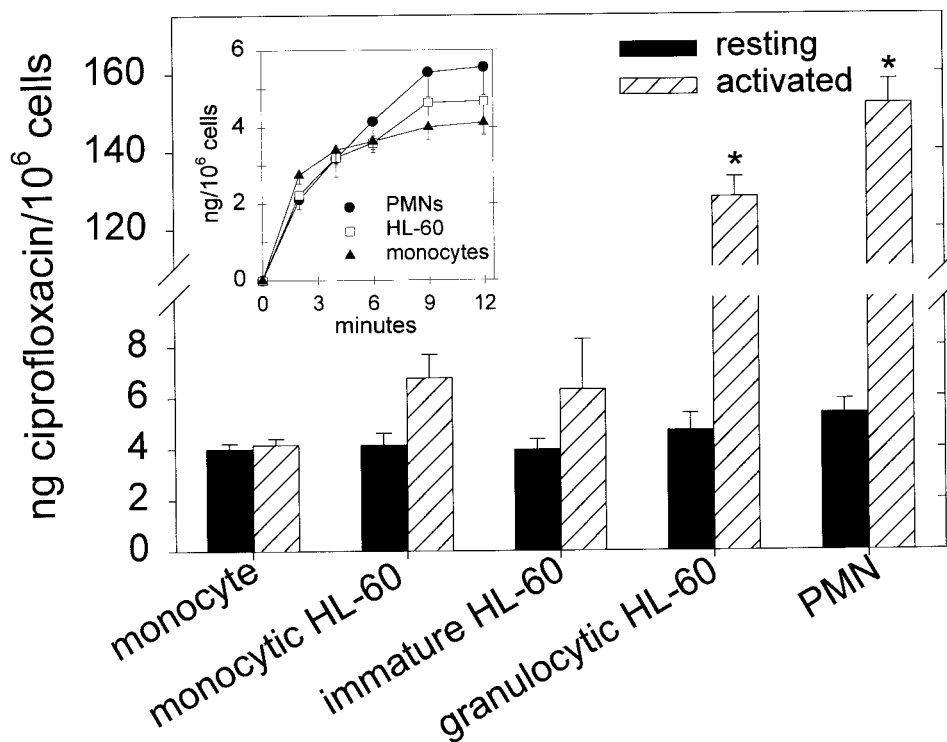 ng ciprofloxacin/10⁶ cells
160
140
120
8
6
4
2
0
ng/10⁶ cells
6
4
2
0
0 3 6 9 12
minutes
PMNs
HL-60
monocytes
resting
activated
*
*
monocyte
monocytic HL-60
immature HL-60
granulocytic HL-60
PMN